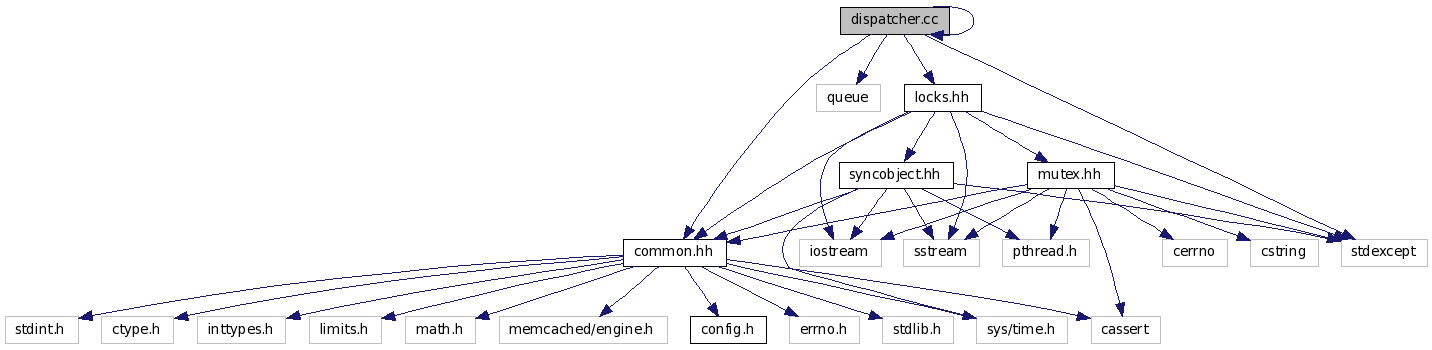 dispatcher.cc
queue
locks.hh
syncobject.hh
mutex.hh
common.hh
iostream
sstream
pthread.h
cerrno
cstring
stdexcept
stdint.h
ctype.h
inttypes.h
limits.h
math.h
memcached/engine.h
config.h
errno.h
stdlib.h
sys/time.h
cassert